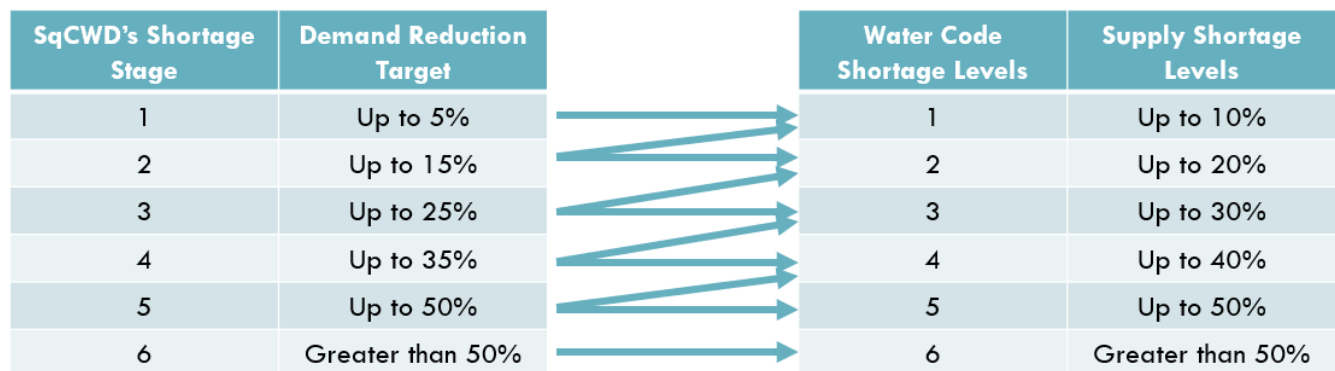 SqCWD’s Shortage Stage
Demand Reduction Target
Water Code Shortage Levels
Supply Shortage Levels
1
Up to 5%
1
Up to 10%
2
Up to 15%
2
Up to 20%
3
Up to 25%
3
Up to 30%
4
Up to 35%
4
Up to 40%
5
Up to 50%
5
Up to 50%
6
Greater than 50%
6
Greater than 50%